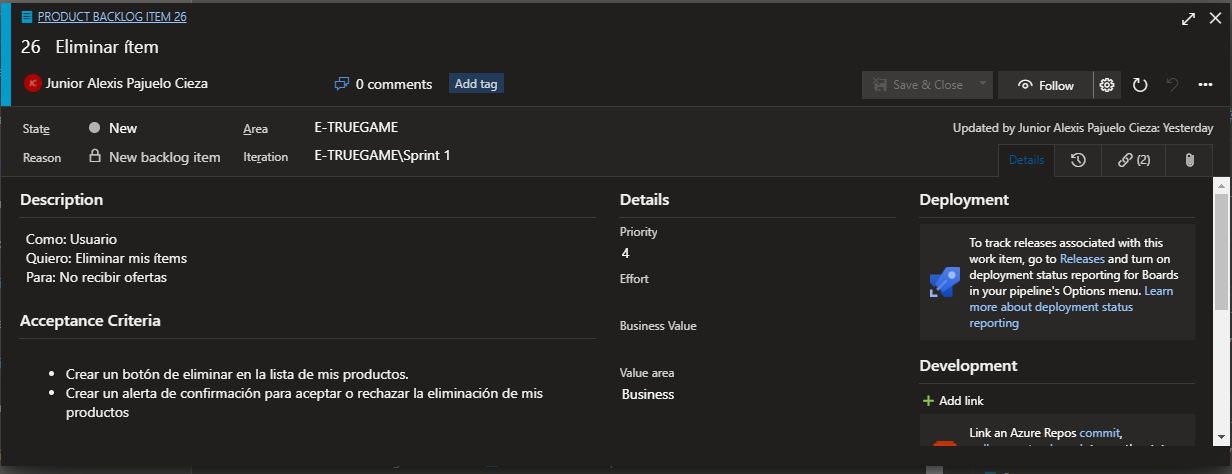 PRODUCT BACKLOG ITEM 26
26 Eliminar ítem
Junior Alexis Pajuelo Cieza
0 comments
Add tag
Save & Close
Follow
State
New
Area
E-TRUEGAME
Updated by Junior Alexis Pajuelo Cieza: Yesterday
Reason
New backlog item
Iteration
E-TRUEGAME\Sprint 1
Details
(2)
Description
Como: Usuario
Quiero: Eliminar mis ítems
Para: No recibir ofertas
Acceptance Criteria
Crear un botón de eliminar en la lista de mis productos.
Crear un alerta de confirmación para aceptar o rechazar la eliminación de mis
productos
Details
Priority
4
Effort
Business Value
Value area
Business
Deployment
To track releases associated with this
work item, go to Releases and turn on
deployment status reporting for Boards
in your pipeline's Options menu. Learn
more about deployment status
reporting
Development
Add link
Link an Azure Repos commit,